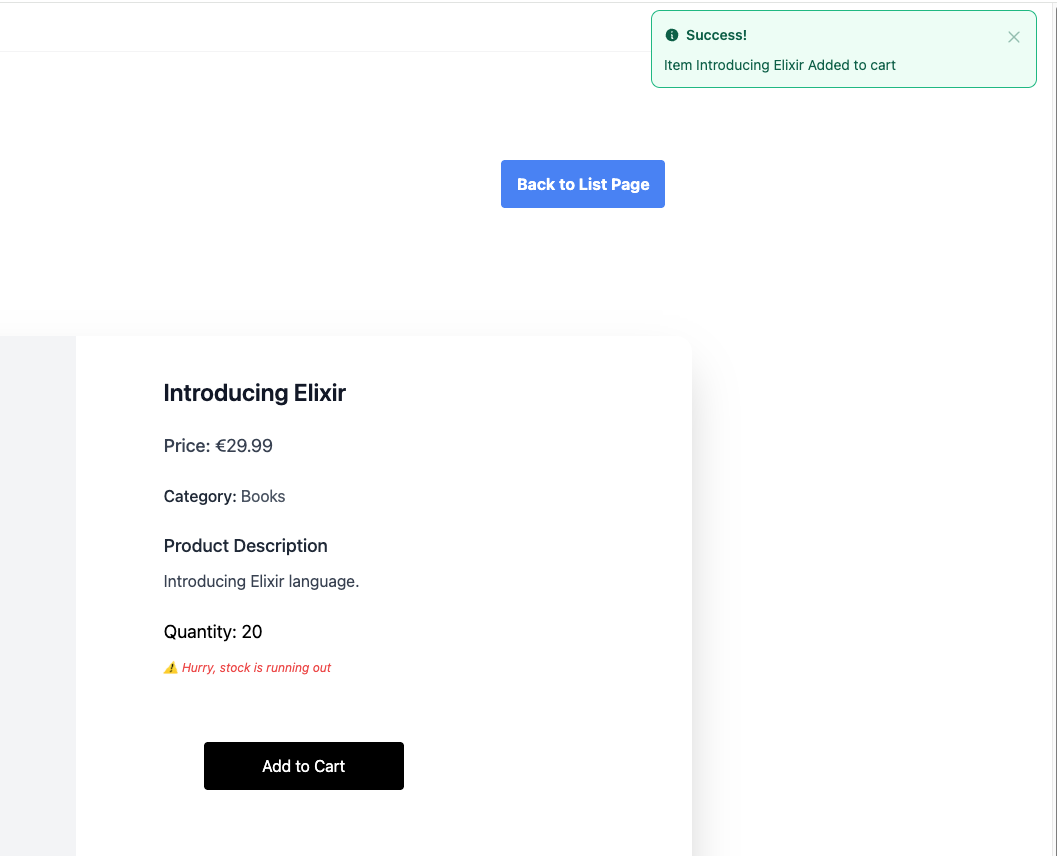 Success!
Item Introducing Elixir Added to cart
Back to List Page
Introducing Elixir
Price: €29.99
Category: Books
Product Description
Introducing Elixir language.
Quantity: 20
⚠️ Hurry, stock is running out
Add to Cart